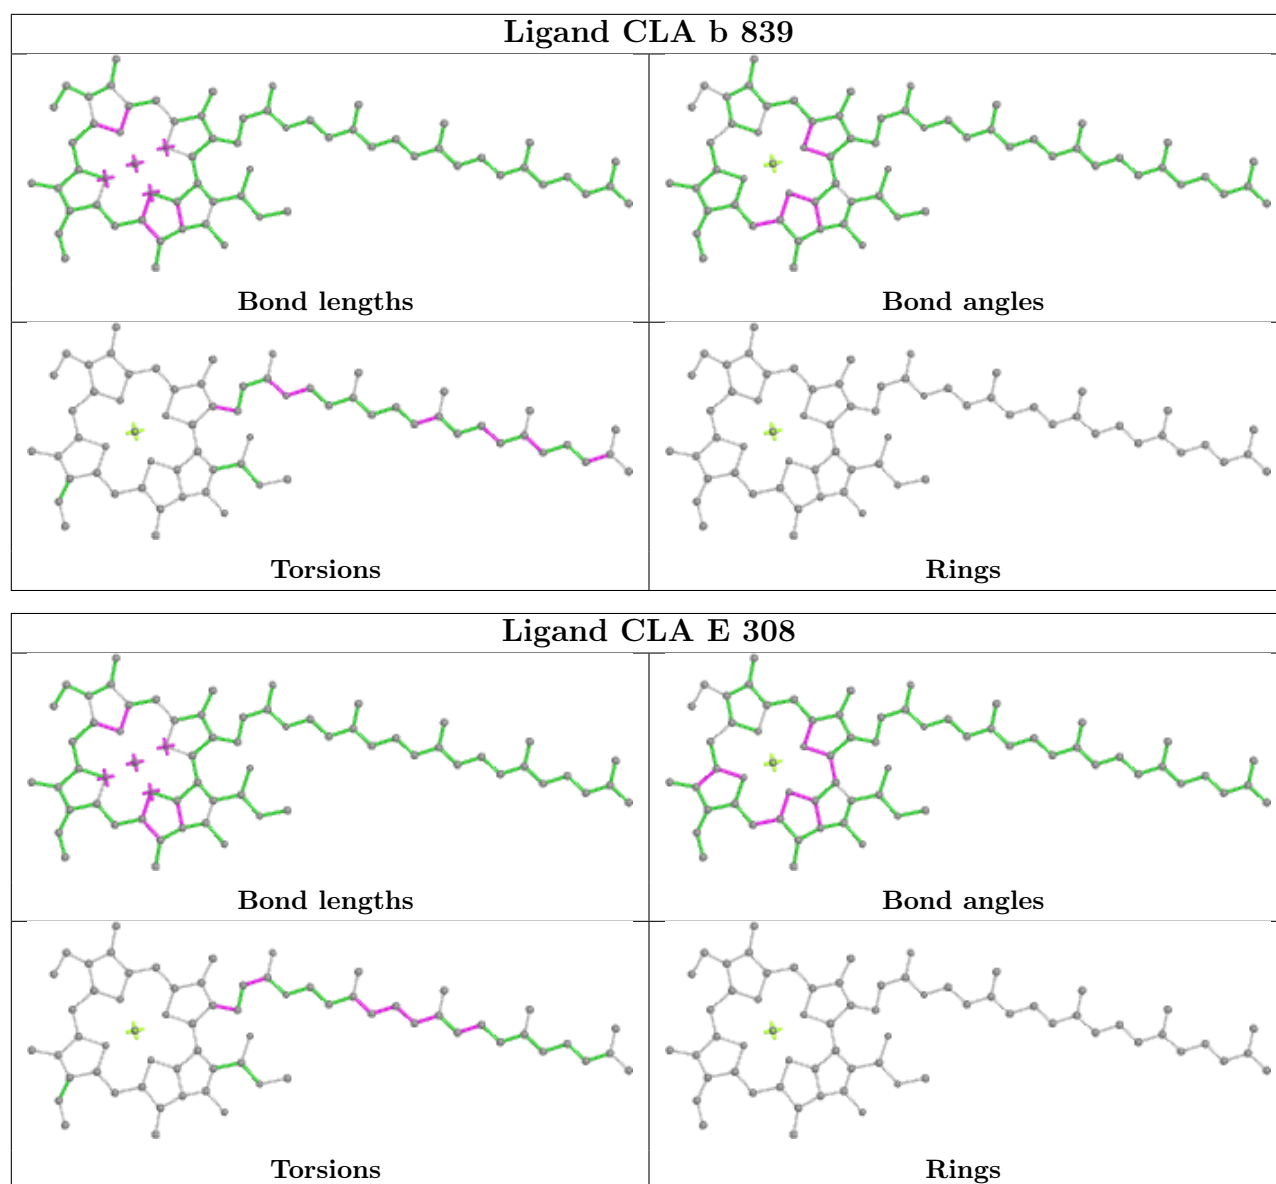 Ligand CLA b 839
Bond lengths
Bond angles
Torsions
Rings
Ligand CLA E 308
Bond lengths
Bond angles
Torsions
Rings